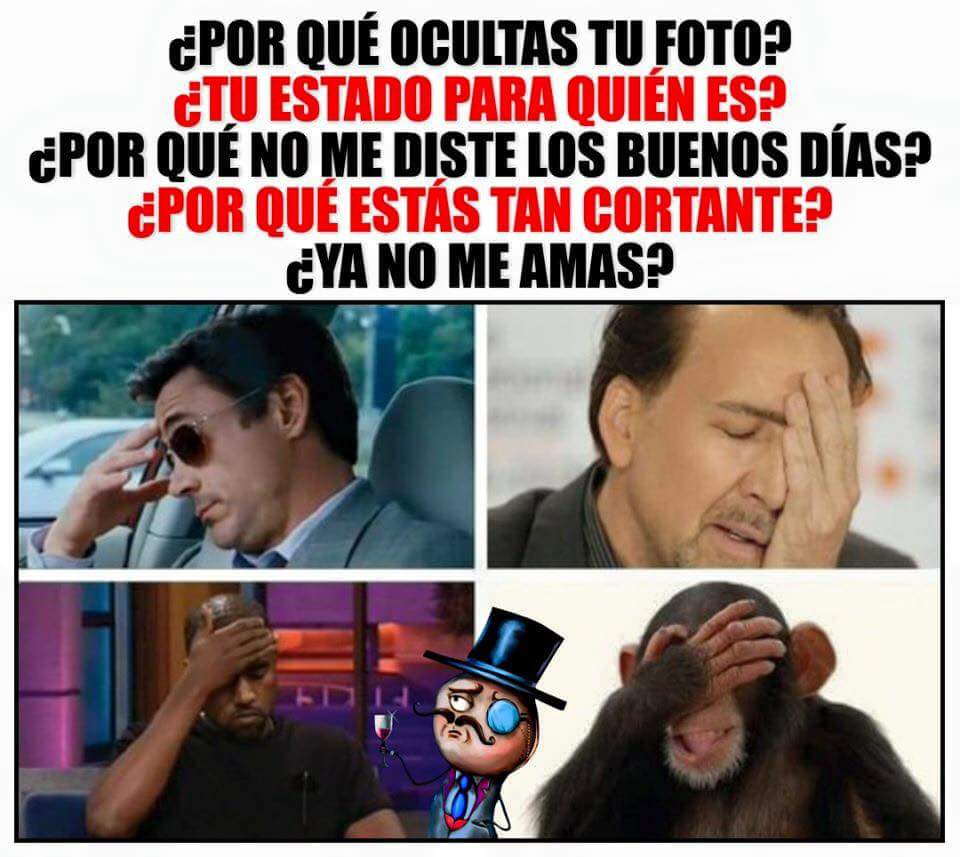 ¿POR QUÉ OCULTAS TU FOTO?
¿TU ESTADO PARA QUIÉN ES?
¿POR QUÉ NO ME DISTE LOS BUENOS DÍAS?
¿POR QUÉ ESTÁS TAN CORTANTE?
¿YA NO ME AMAS?